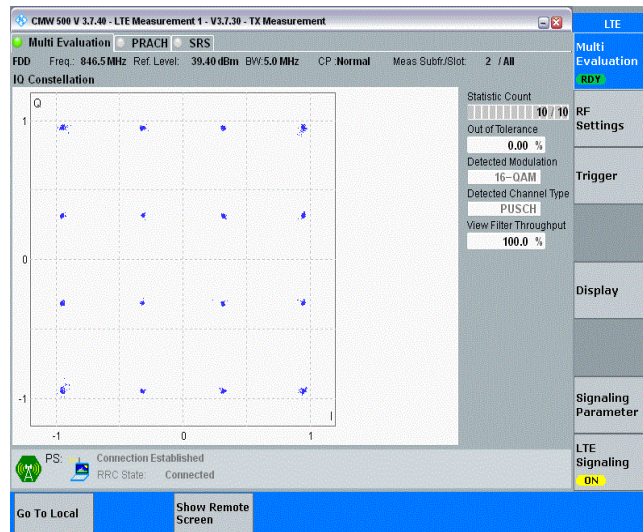 CMW 500 V 3.7.40 - LTE Measurement 1 - V3.7.30 - TX Measurement
LTE
Multi Evaluation PRACH SRS
FDD Freq.: 846.5 MHz Ref. Level: 39.40 dBm BW:5.0 MHz CP :Normal Meas Subfr./Slot: 2 / All
IQ Constellation
Q
1
0
-1
-1 0 1
I
Statistic Count
10 / 10
Out of Tolerance
0.00 %
Detected Modulation
16-QAM
Detected Channel Type
PUSCH
View Filter Throughput
100.0 %
Multi
Evaluation
RDY
RF
Settings
Trigger
Display
Signaling
Parameter
LTE
Signaling
ON
PS: Connection Established
RRC State: Connected
Go To Local
Show Remote
Screen